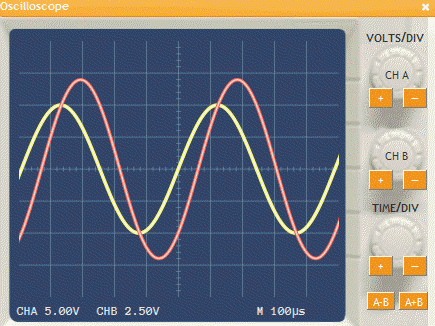 Oscilloscope ×
VOLTS/DIV
CH A
+ −
CH B
+ −
TIME/DIV
+ −
A-B A+B
CHA 5.00V CHB 2.50V M 100µs